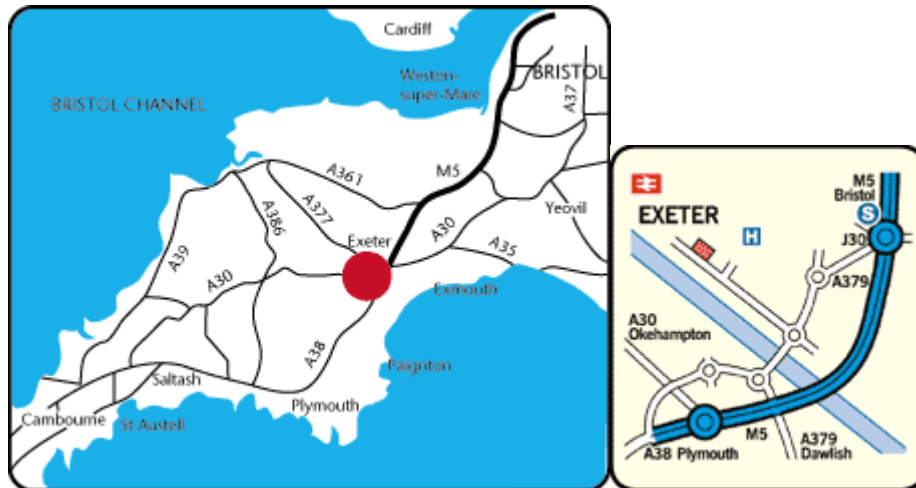 Cardiff
Weston-
super-Mare
BRISTOL
A37
BRISTOL CHANNEL
A361
M5
A377
A386
A30
Yeovil
Exeter
A35
A39
A30
Exmouth
A38
Paignton
Saltash
Plymouth
Cambourne
St Austell
M5
Bristol
S
EXETER
H
J30
A379
A30
Okehampton
M5
A379
Dawlish
A38 Plymouth